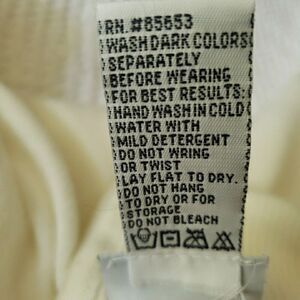 RN. #85653
WASH DARK COLORS
SEPARATELY
BEFORE WEARING
FOR BEST RESULTS:
HAND WASH IN COLD
WATER WITH
MILD DETERGENT
DO NOT WRING
OR TWIST
LAY FLAT TO DRY.
DO NOT HANG
TO DRY OR FOR
STORAGE
DO NOT BLEACH